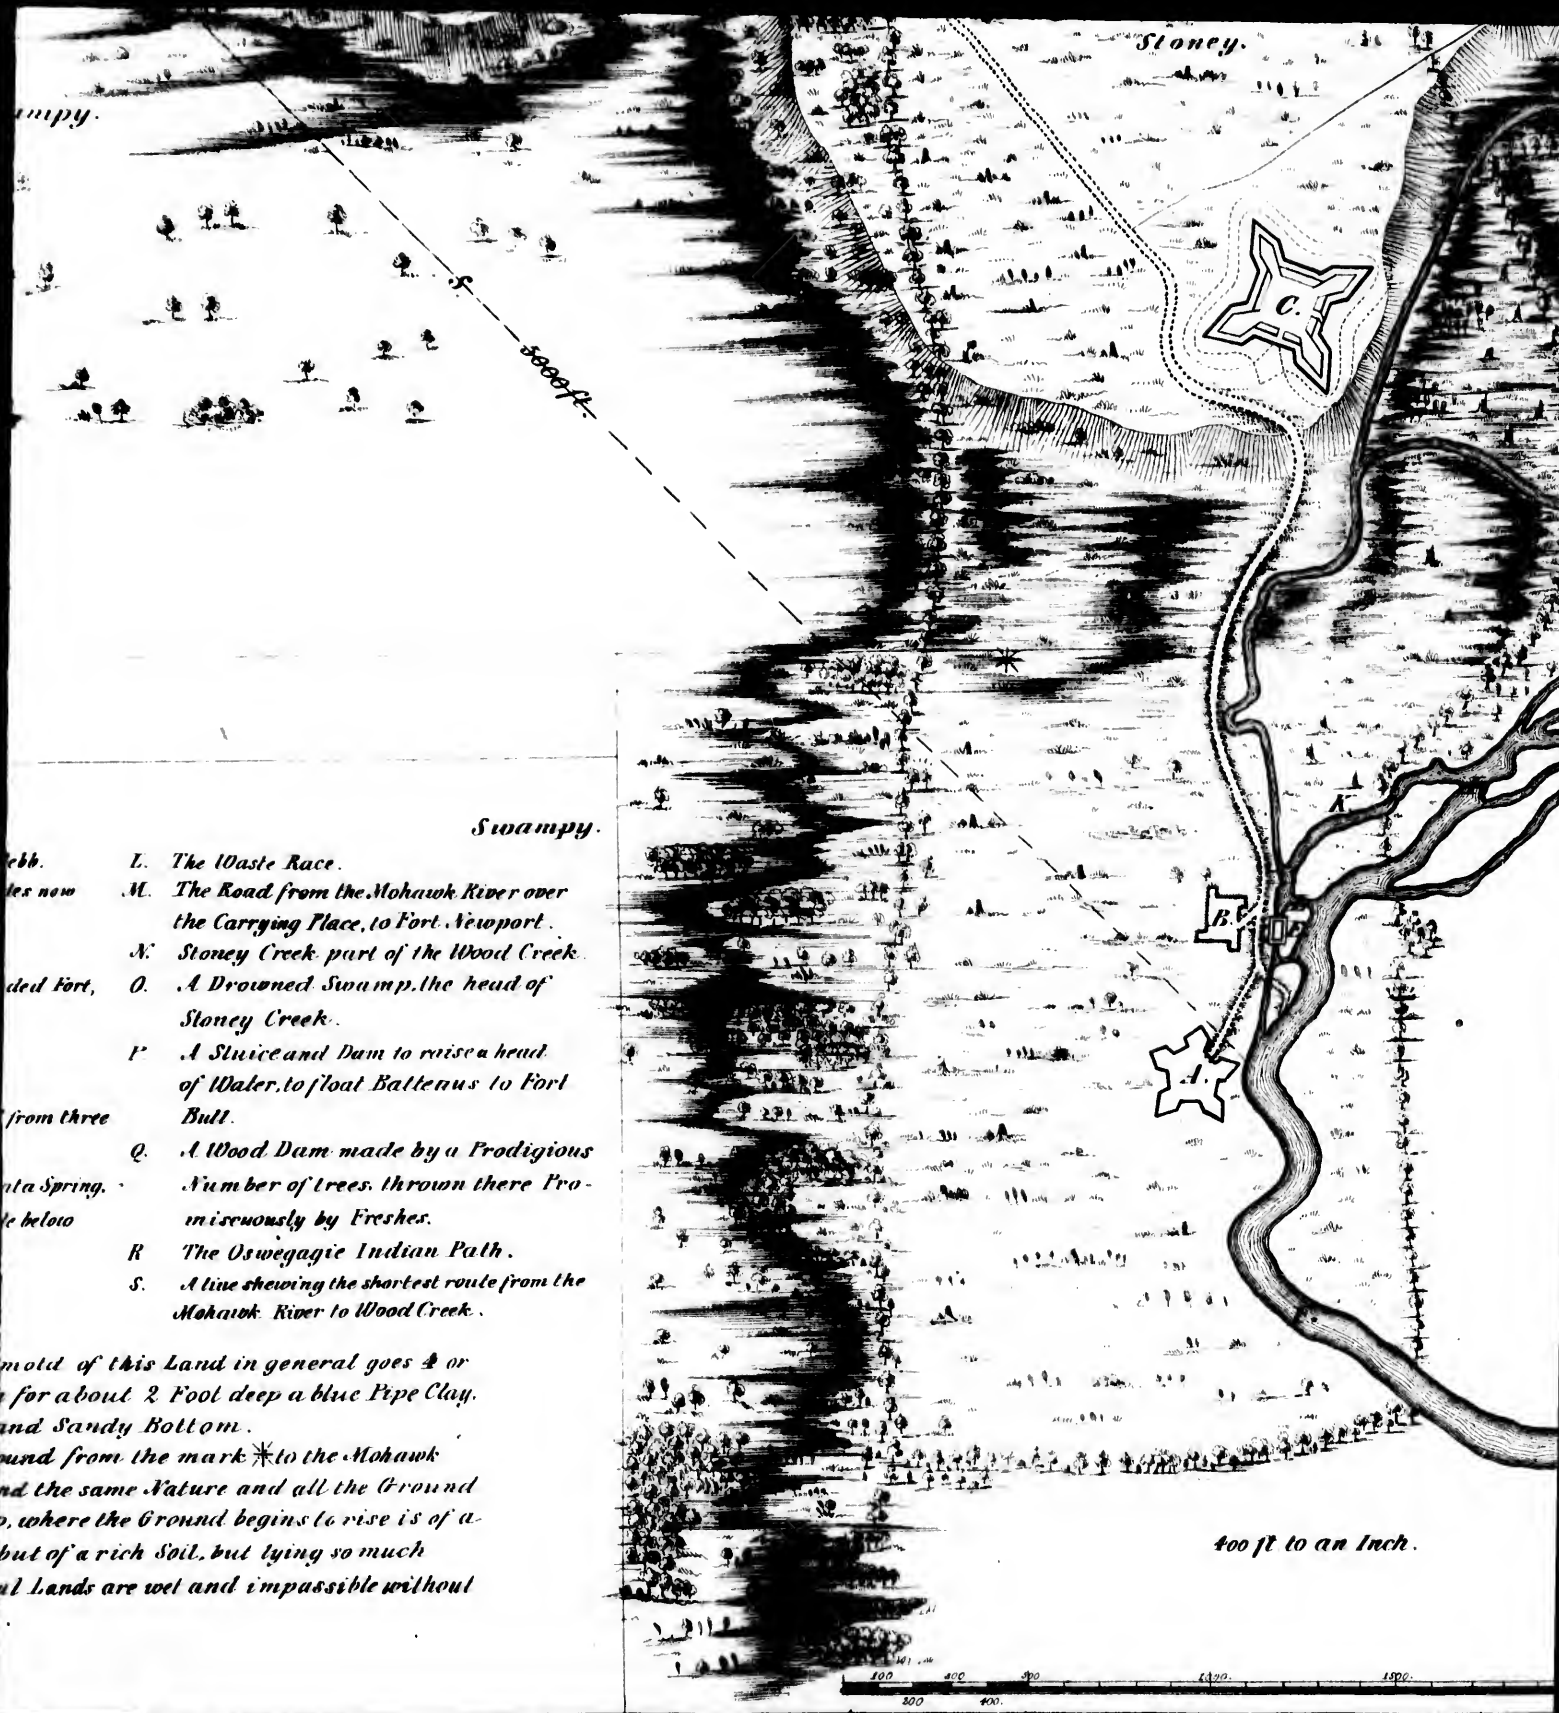 Stoney.
S.
5000 ft.
C.
K
B.
A.
Swampy.
L. The Waste Race.
les now M. The Road from the Mohawk River over
the Carrying Place, to Fort Newport.
N. Stoney Creek part of the Wood Creek
ded Fort, O. A Drowned Swamp, the head of
Stoney Creek.
P A Sluice and Dam to raise a head
of Water, to float Batteaus to Fort
from three Bull.
Q. A Wood Dam made by a Prodigious
Spring. Number of trees, thrown there Pro-
below miscuously by Freshes.
R The Oswegagie Indian Path.
S. A line shewing the shortest route from the
Mohawk River to Wood Creek.
mold of this Land in general goes 4 or
for about 2 Foot deep a blue Pipe Clay.
and Sandy Bottom.
ound from the mark ✳ to the Mohawk
nd the same Nature and all the Ground
, where the Ground begins to rise is of a
but of a rich Soil, but lying so much
Lands are wet and impassible without
400 ft to an Inch.
100 300 500 1000. 1500.
200 400.